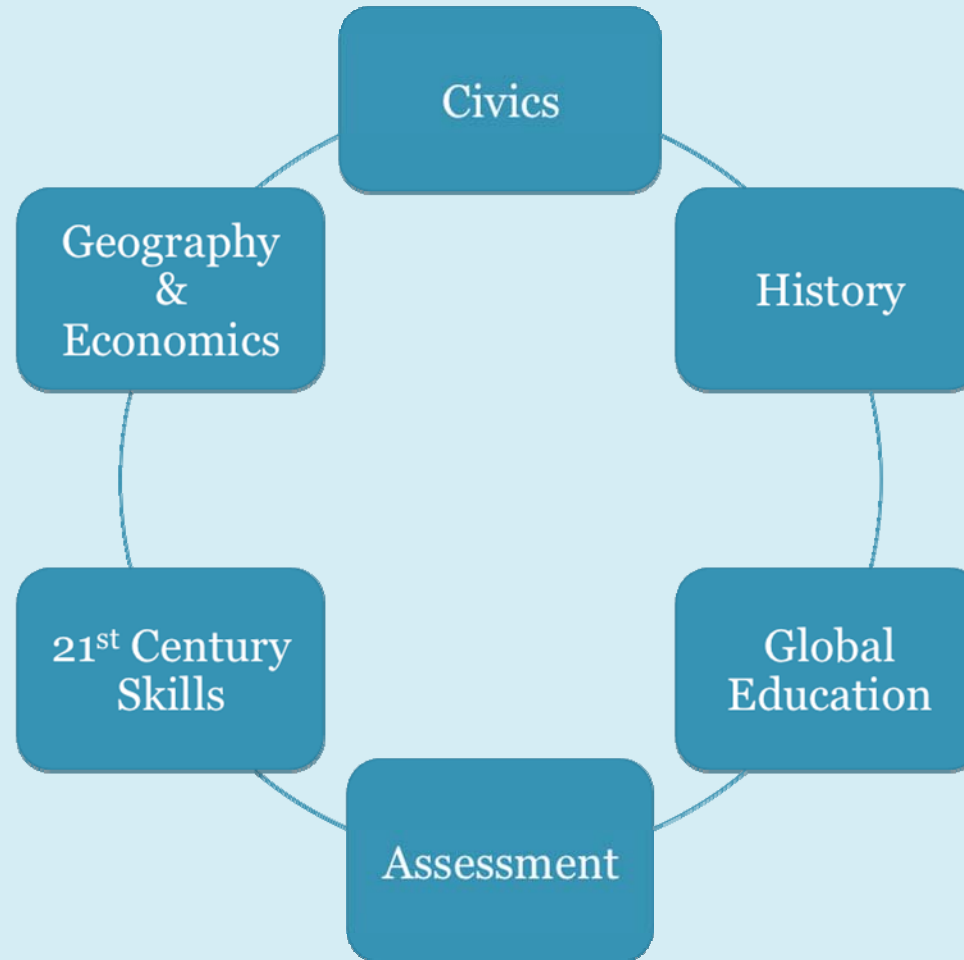 Civics
History
Global
Education
Assessment
21st Century
Skills
Geography
&
Economics